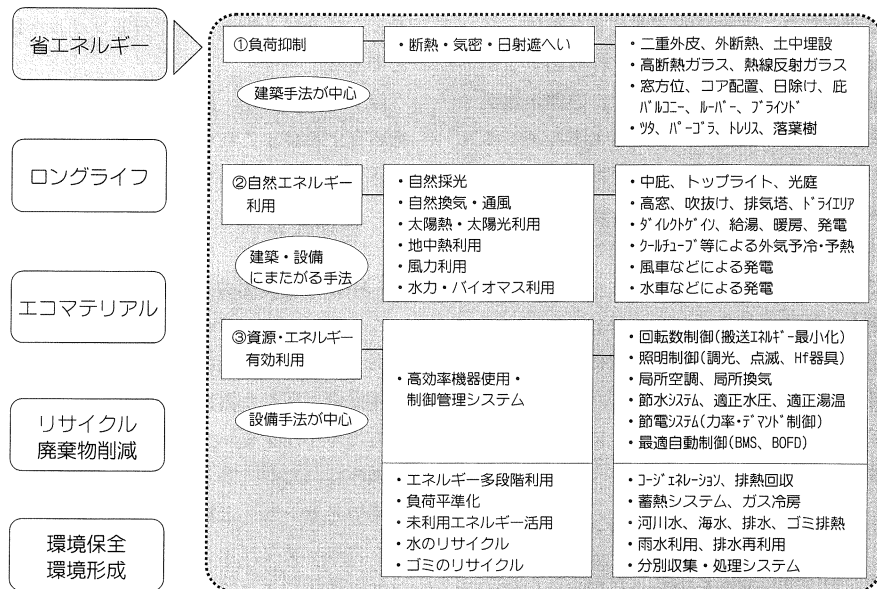 省エネルギー
ロングライフ
エコマテリアル
リサイクル
廃棄物削減
環境保全
環境形成
①負荷抑制
建築手法が中心
・断熱・気密・日射遮へい
・二重外皮、外断熱、土中埋設
・高断熱ガラス、熱線反射ガラス
・窓方位、コア配置、日除け、庇
ﾊﾞﾙｺﾆｰ、ﾙｰﾊﾞｰ、ﾌﾞﾗｲﾝﾄﾞ
・ﾂﾀ、ﾊﾟｰｺﾞﾗ、ﾄﾚﾘｽ、落葉樹
②自然エネルギー
利用
建築・設備
にまたがる手法
・自然採光
・自然換気・通風
・太陽熱・太陽光利用
・地中熱利用
・風力利用
・水力・バイオマス利用
・中庇、トップライト、光庭
・高窓、吹抜け、排気塔、ﾄﾞﾗｲｴﾘｱ
・ﾀﾞｲﾚｸﾄｹﾞｲﾝ、給湯、暖房、発電
・ｸｰﾙﾁｭｰﾌﾞ等による外気予冷･予熱
・風車などによる発電
・水車などによる発電
③資源・エネルギー
有効利用
設備手法が中心
・高効率機器使用・
制御管理システム
・回転数制御(搬送ｴﾈﾙｷﾞｰ最小化)
・照明制御(調光、点滅、Hf器具)
・局所空調、局所換気
・節水ｼｽﾃﾑ、適正水圧、適正湯温
・節電ｼｽﾃﾑ(力率･ﾃﾞﾏﾝﾄﾞ制御)
・最適自動制御(BMS、BOFD)
・エネルギー多段階利用
・負荷平準化
・未利用エネルギー活用
・水のリサイクル
・ゴミのリサイクル
・ｺｰｼﾞｪﾈﾚｰｼｮﾝ、排熱回収
・蓄熱システム、ガス冷房
・河川水、海水、排水、ゴミ排熱
・雨水利用、排水再利用
・分別収集・処理システム